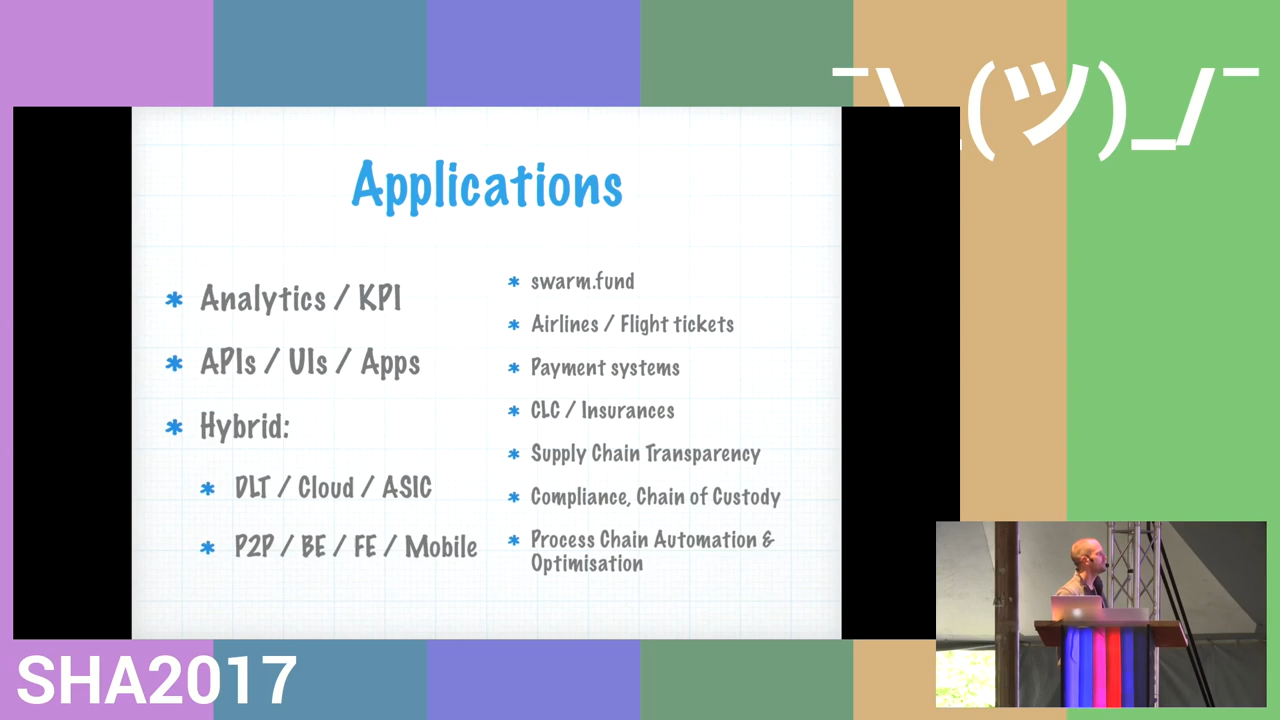 ¯\_(ツ)_/¯
Applications
* Analytics / KPI
* APIs / UIs / Apps
* Hybrid:
* DLT / Cloud / ASIC
* P2P / BE / FE / Mobile
* swarm.fund
* Airlines / Flight tickets
* Payment systems
* CLC / Insurances
* Supply Chain Transparency
* Compliance, Chain of Custody
* Process Chain Automation &
Optimisation
SHA2017